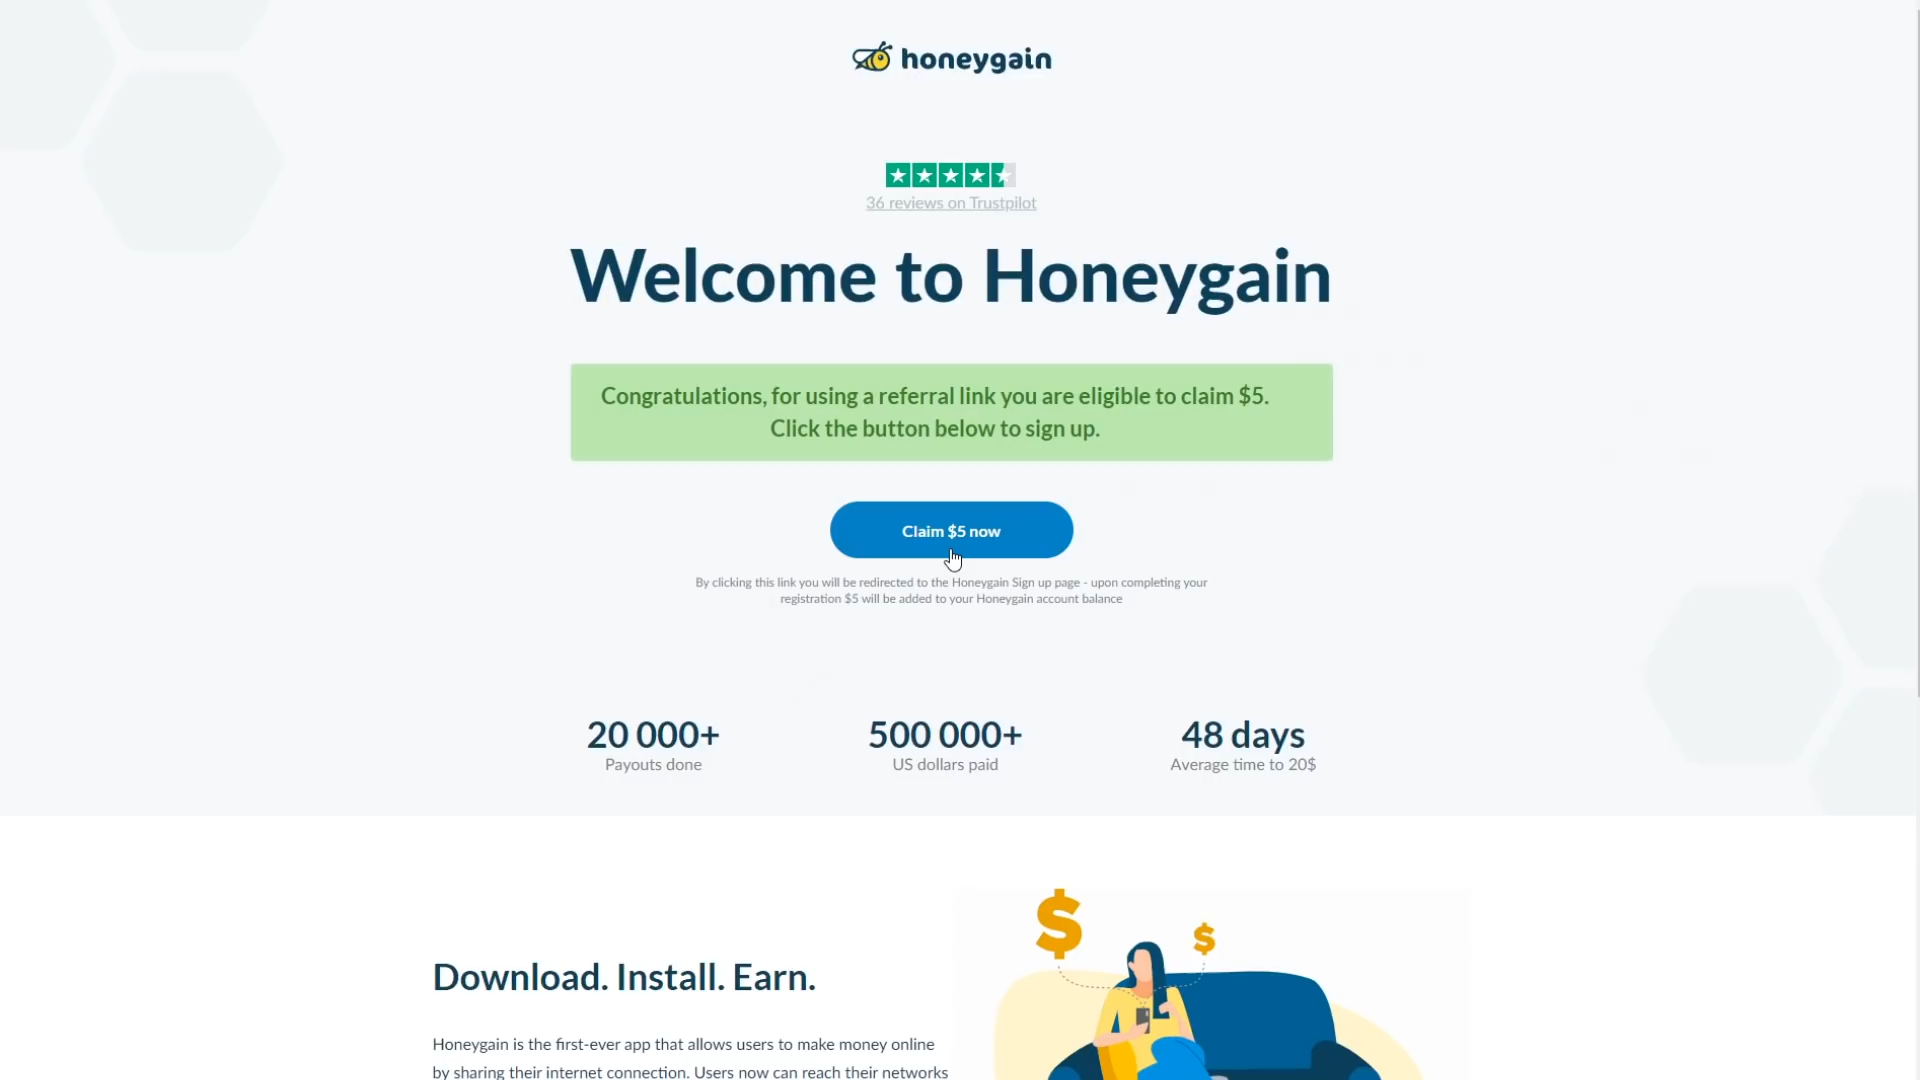 honeygain
36 reviews on Trustpilot
Welcome to Honeygain
Congratulations, for using a referral link you are eligible to claim $5.
Click the button below to sign up.
Claim $5 now
By clicking this link you will be redirected to the Honeygain Sign up page - upon completing your
registration $5 will be added to your Honeygain account balance
20 000+
Payouts done
500 000+
US dollars paid
48 days
Average time to 20$
$
$
Download. Install. Earn.
Honeygain is the first-ever app that allows users to make money online
by sharing their internet connection. Users now can reach their networks